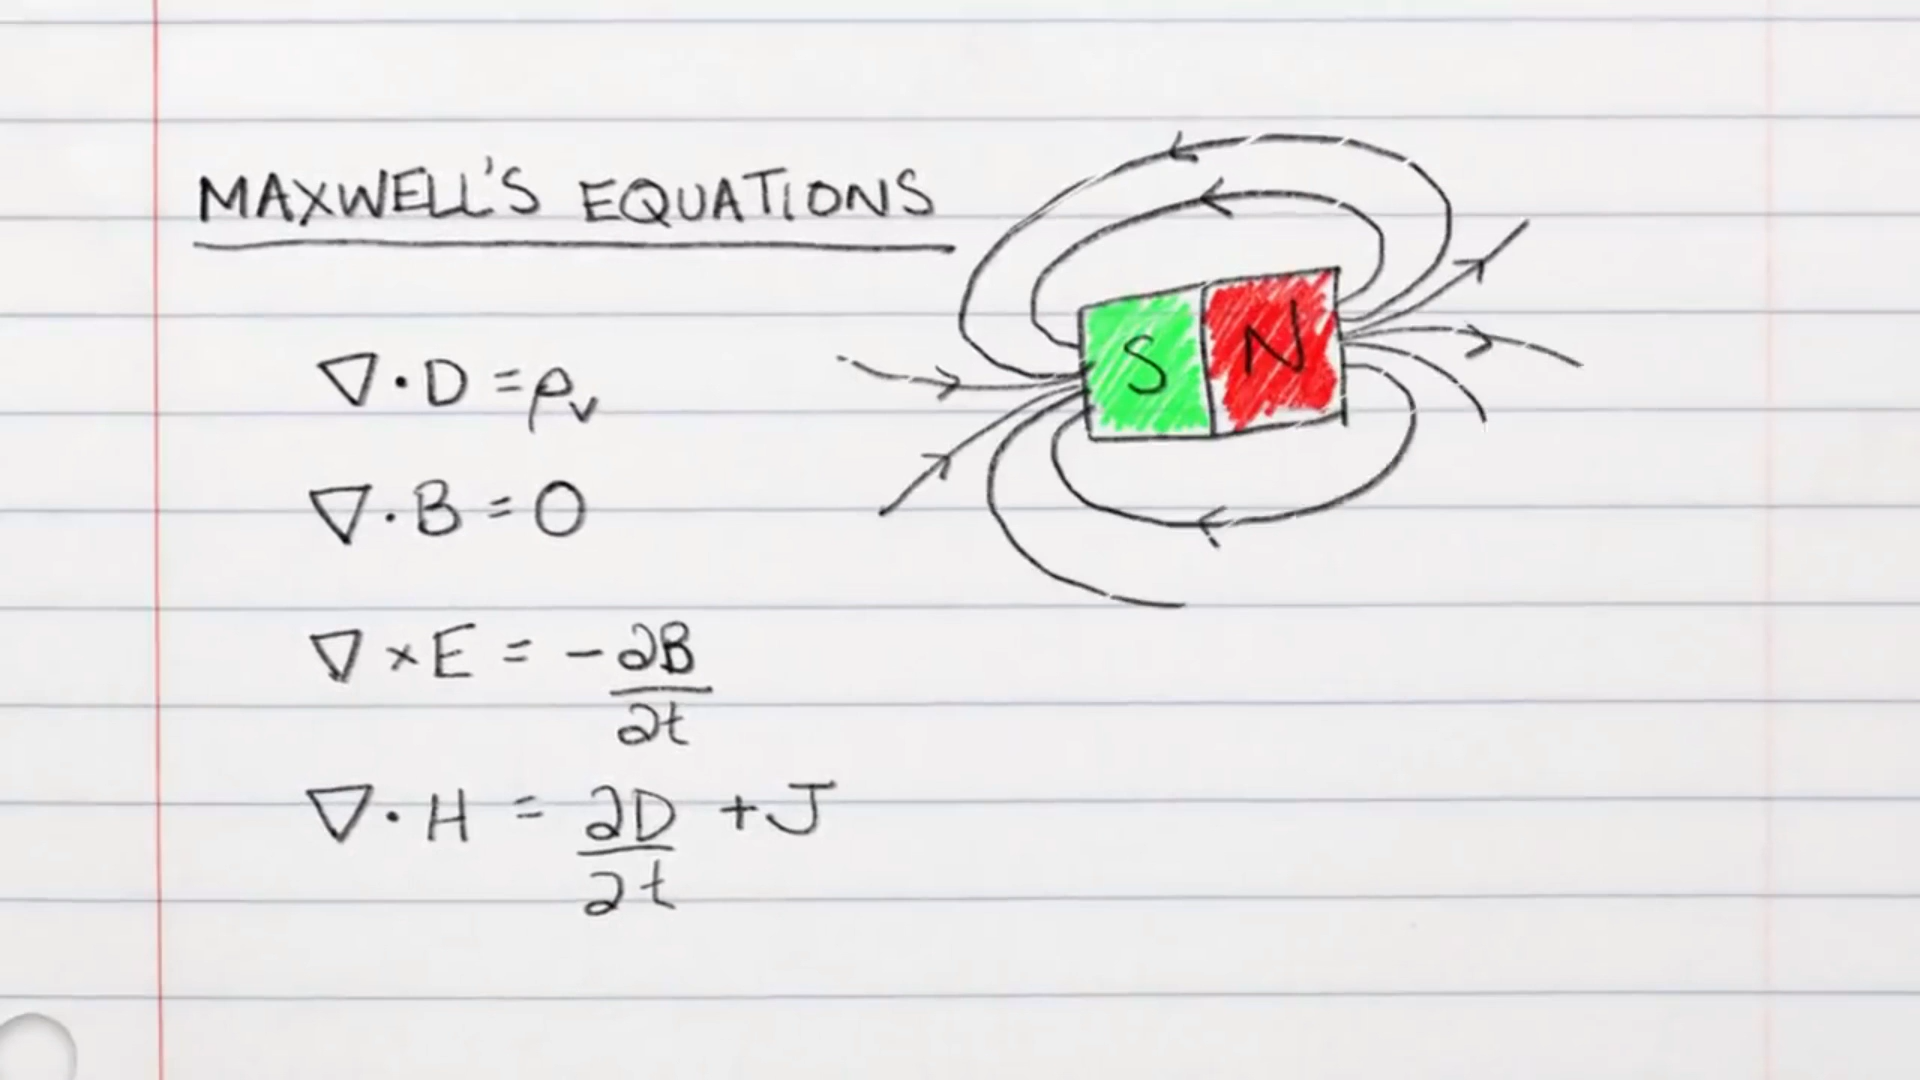 MAXWELL'S EQUATIONS
S N
∇·D = ρv
∇·B = 0
∇×E = -∂B/∂t
∇·H = ∂D/∂t + J